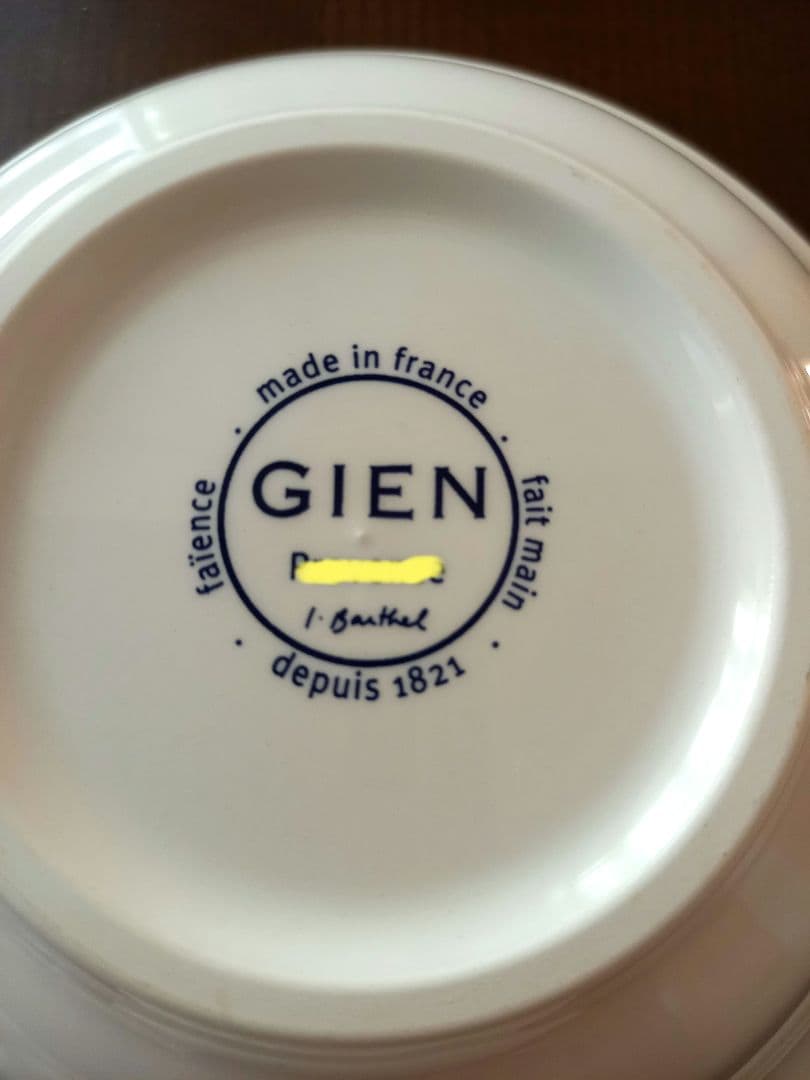 made in france
GIEN
I. Barthel
faïence
fait main
depuis 1821